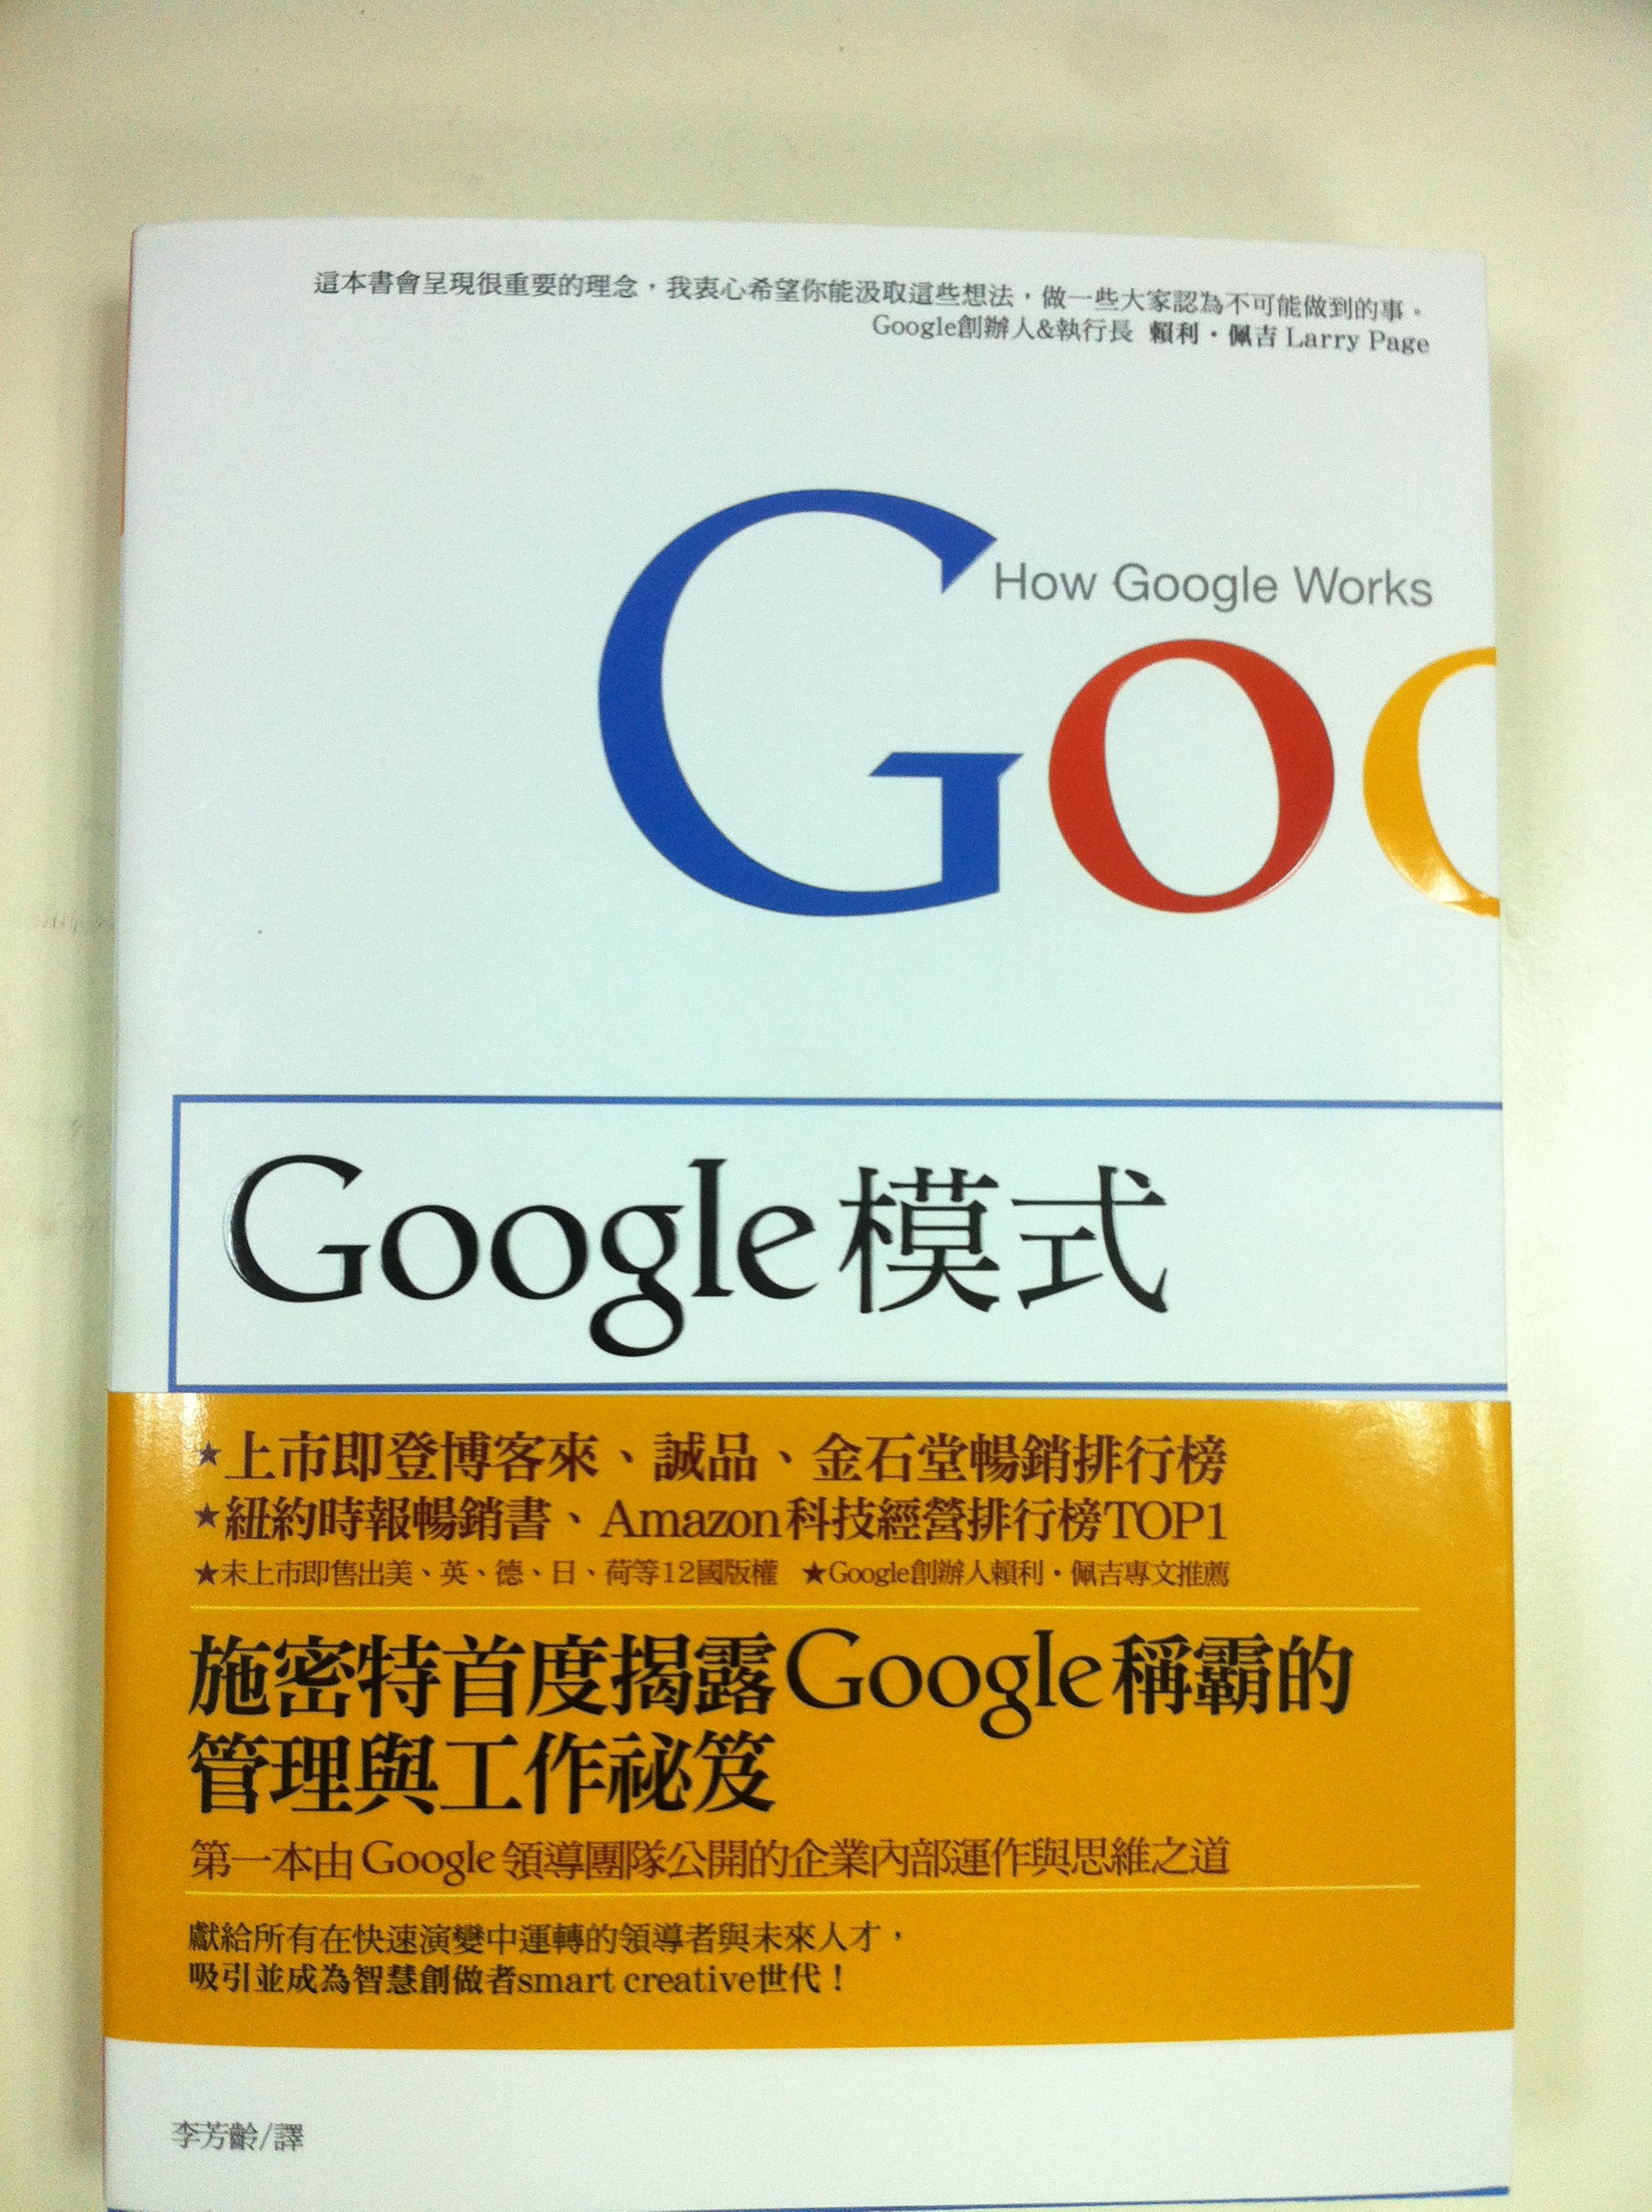 這本書會呈現很重要的理念，我衷心希望你能汲取這些想法，做一些大家認為不可能做到的事。
Google創辦人&執行長 賴利・佩吉 Larry Page
How Google Works
Goo
Google模式
★上市即登博客來、誠品、金石堂暢銷排行榜
★紐約時報暢銷書、Amazon科技經營排行榜TOP1
★未上市即售出美、英、德、日、荷等12國版權 ★Google創辦人賴利・佩吉專文推薦
施密特首度揭露Google稱霸的
管理與工作祕笈
第一本由Google領導團隊公開的企業內部運作與思維之道
獻給所有在快速演變中運轉的領導者與未來人才，
吸引並成為智慧創做者smart creative世代！
李芳齡/譯